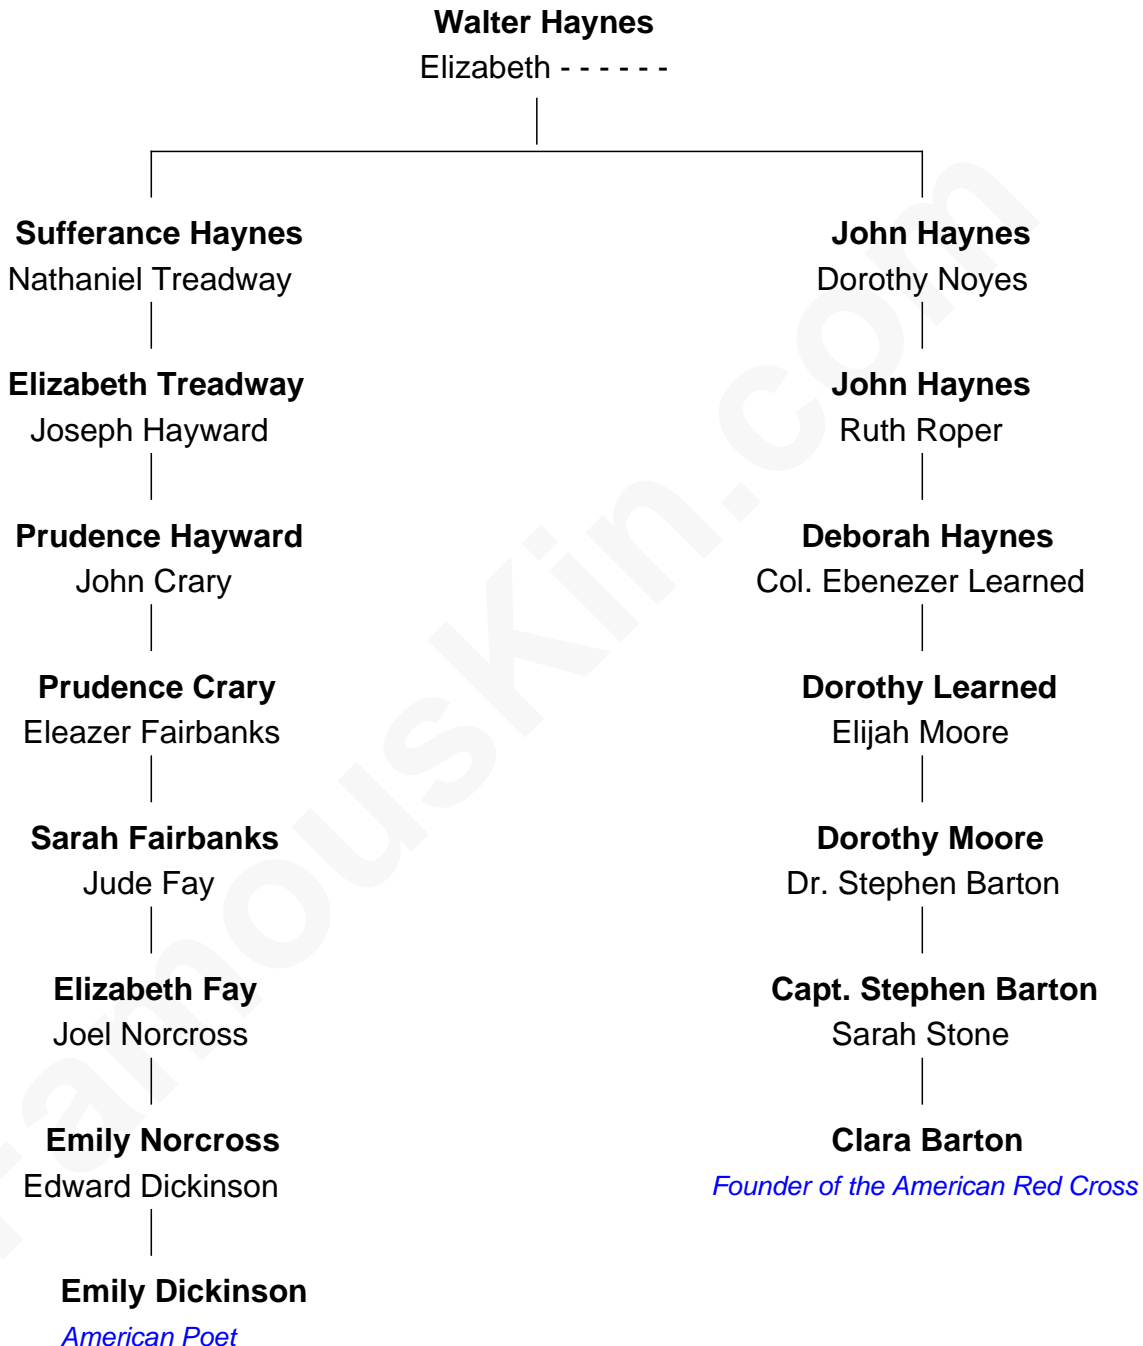 Walter Haynes
Elizabeth - - - - - -
Sufferance Haynes
Nathaniel Treadway
John Haynes
Dorothy Noyes
Elizabeth Treadway
Joseph Hayward
John Haynes
Ruth Roper
Prudence Hayward
John Crary
Deborah Haynes
Col. Ebenezer Learned
Prudence Crary
Eleazer Fairbanks
Dorothy Learned
Elijah Moore
Sarah Fairbanks
Jude Fay
Dorothy Moore
Dr. Stephen Barton
Elizabeth Fay
Joel Norcross
Capt. Stephen Barton
Sarah Stone
Emily Norcross
Edward Dickinson
Clara Barton
Founder of the American Red Cross
Emily Dickinson
American Poet
FamousKin.com